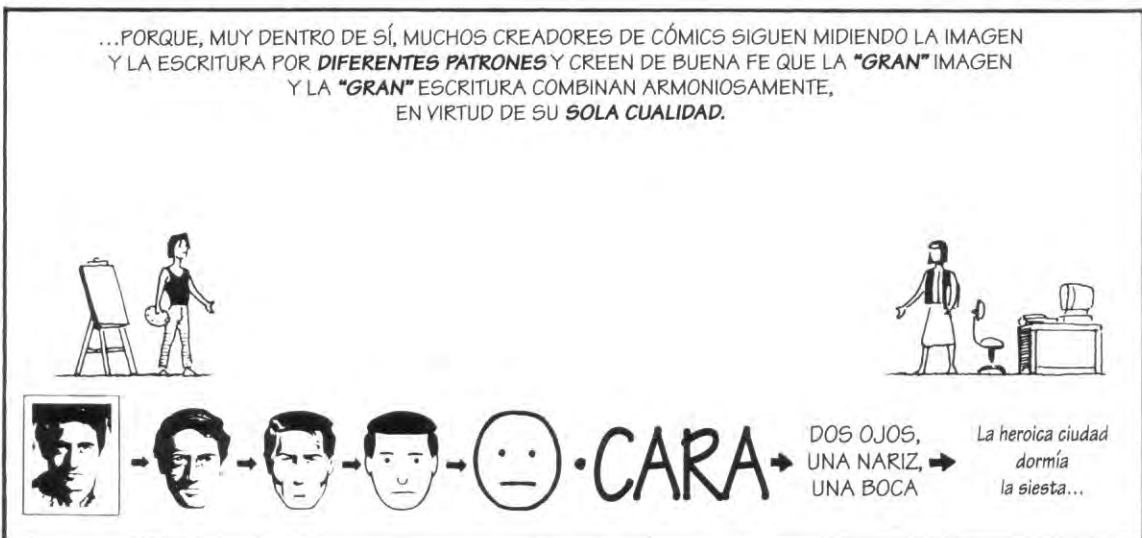 ...PORQUE, MUY DENTRO DE SÍ, MUCHOS CREADORES DE CÓMICS SIGUEN MIDIENDO LA IMAGEN
Y LA ESCRITURA POR DIFERENTES PATRONES Y CREEN DE BUENA FE QUE LA "GRAN" IMAGEN
Y LA "GRAN" ESCRITURA COMBINAN ARMONIOSAMENTE,
EN VIRTUD DE SU SOLA CUALIDAD.
CARA
DOS OJOS,
UNA NARIZ,
UNA BOCA
La heroica ciudad
dormía
la siesta...